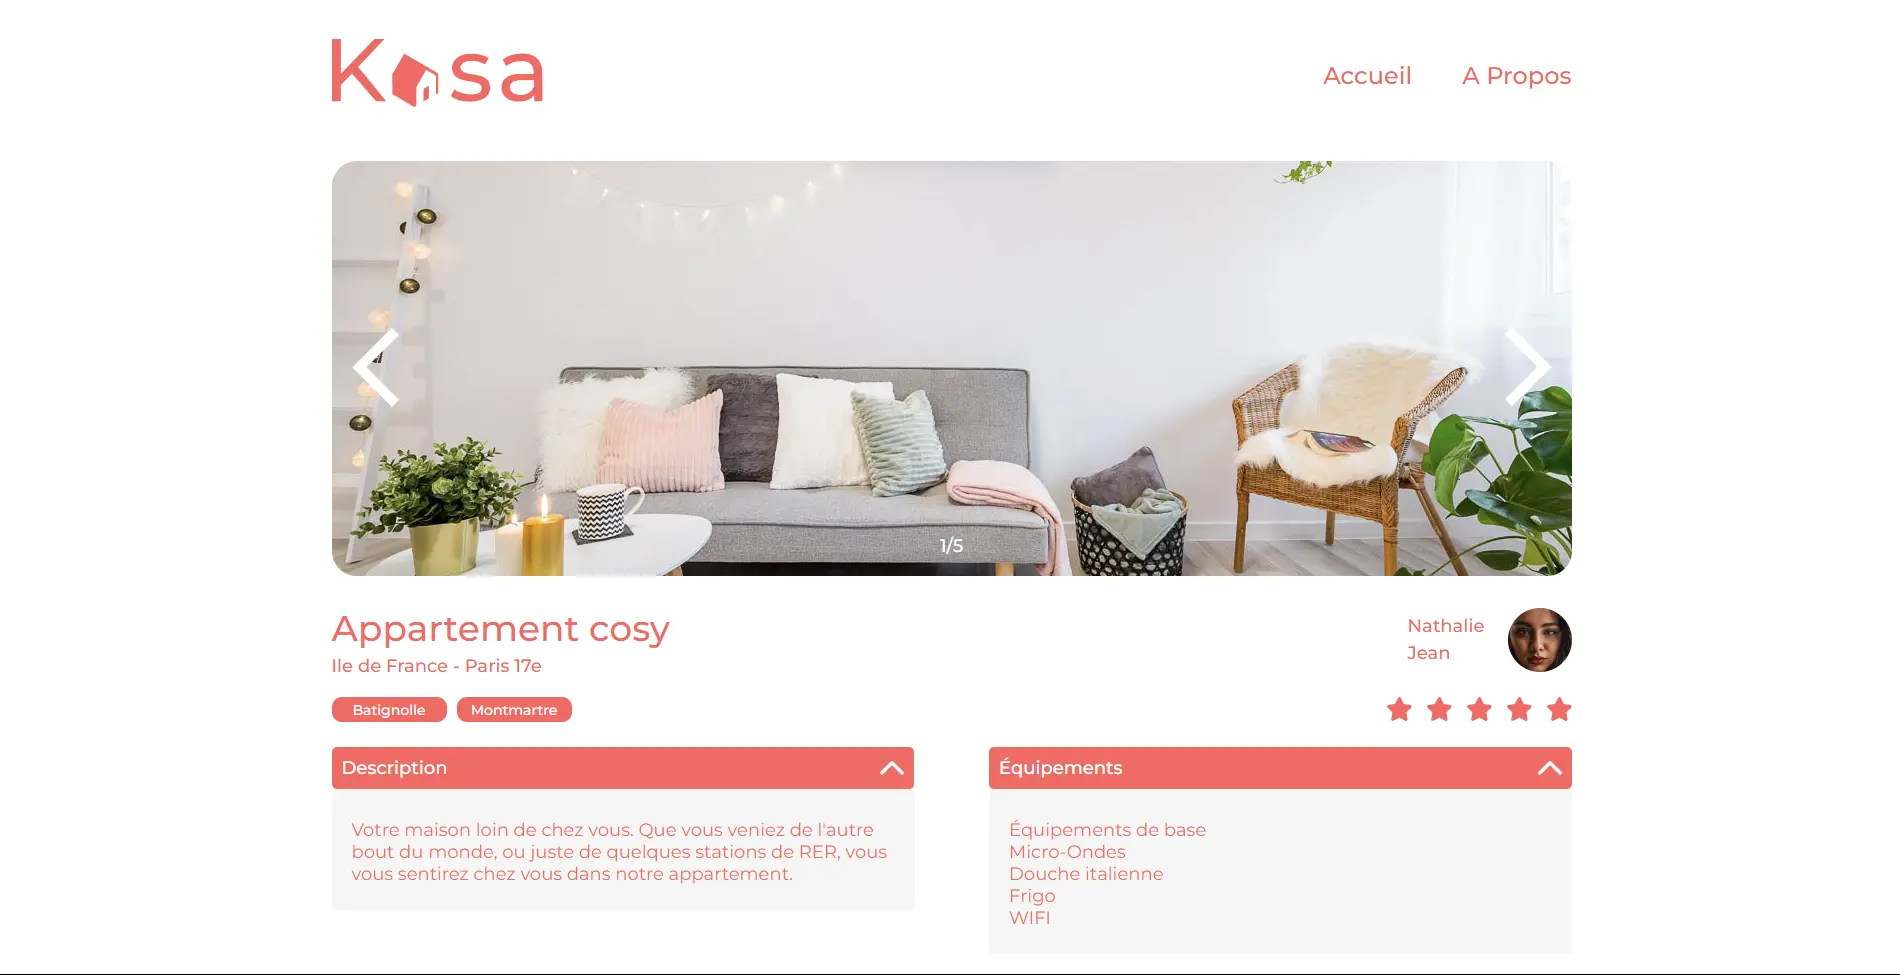 Kasa
Accueil
A Propos
1/5
Appartement cosy
Ile de France - Paris 17e
Nathalie
Jean
Batignolle
Montmartre
Description
Votre maison loin de chez vous. Que vous veniez de l'autre
bout du monde, ou juste de quelques stations de RER, vous
vous sentirez chez vous dans notre appartement.
Équipements
Équipements de base
Micro-Ondes
Douche italienne
Frigo
WIFI